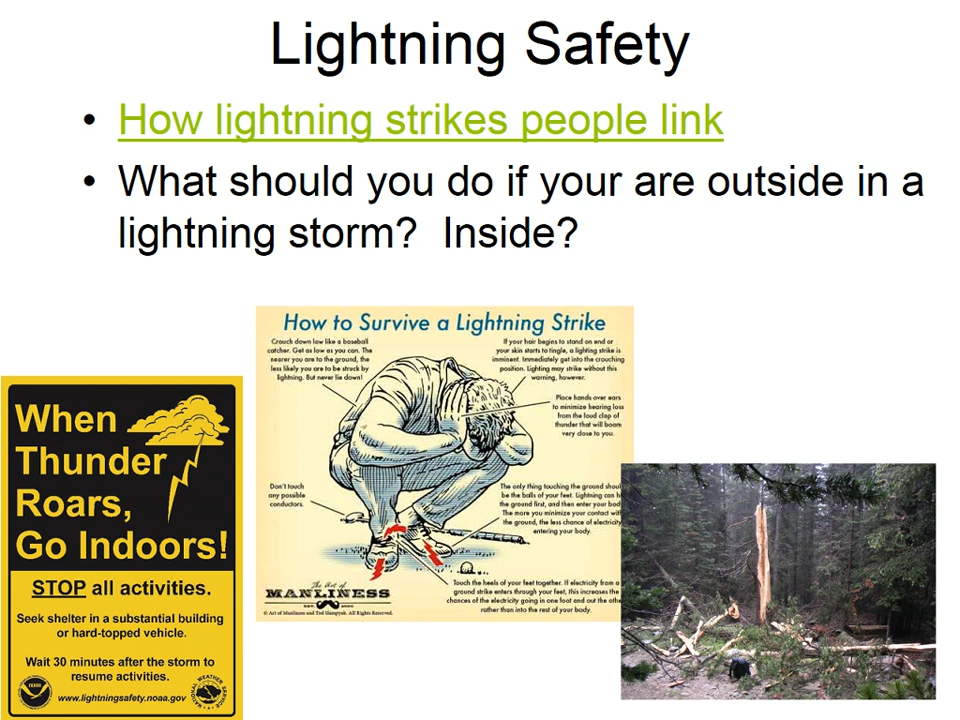 Lightning Safety
• How lightning strikes people link
• What should you do if your are outside in a
lightning storm?  Inside?
How to Survive a Lightning Strike
Crouch down low like a baseball
catcher. Get as low as you can. The
nearer you are to the ground, the
less likely you are to be struck by
lightning. But never lie down!
If your hair begins to stand on end or
your skin starts to tingle, a lighting strike is
imminent. Immediately get into the crouching
position. Lighting may strike without this
warning, however.
Place hands over ears
to minimize hearing loss
from the loud clap of
thunder that will boom
very close to you.
Don't touch
any possible
conductors.
The only thing touching the ground shoul
be the balls of your feet. Lightning can hi
the ground first, and then enter your body
The more you minimize your contact with
the ground, the less chance of electricity
entering your body.
Touch the heels of your feet together. If electricity from a
ground strike enters through your feet, this increases the
chances of the electricity going in one foot and out the othe
rather than into the rest of your body.
The Art of
MANLINESS
EST.
© Art of Manliness and Ted Slampyak. All Rights Reserved.
When
Thunder
Roars,
Go Indoors!
STOP all activities.
Seek shelter in a substantial building
or hard-topped vehicle.
Wait 30 minutes after the storm to
resume activities.
NOAA
www.lightningsafety.noaa.gov
NATIONAL WEATHER SERVICE